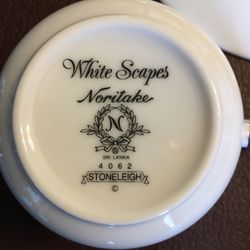 White Scapes
Noritake
N
SRI LANKA
4062
STONELEIGH
©